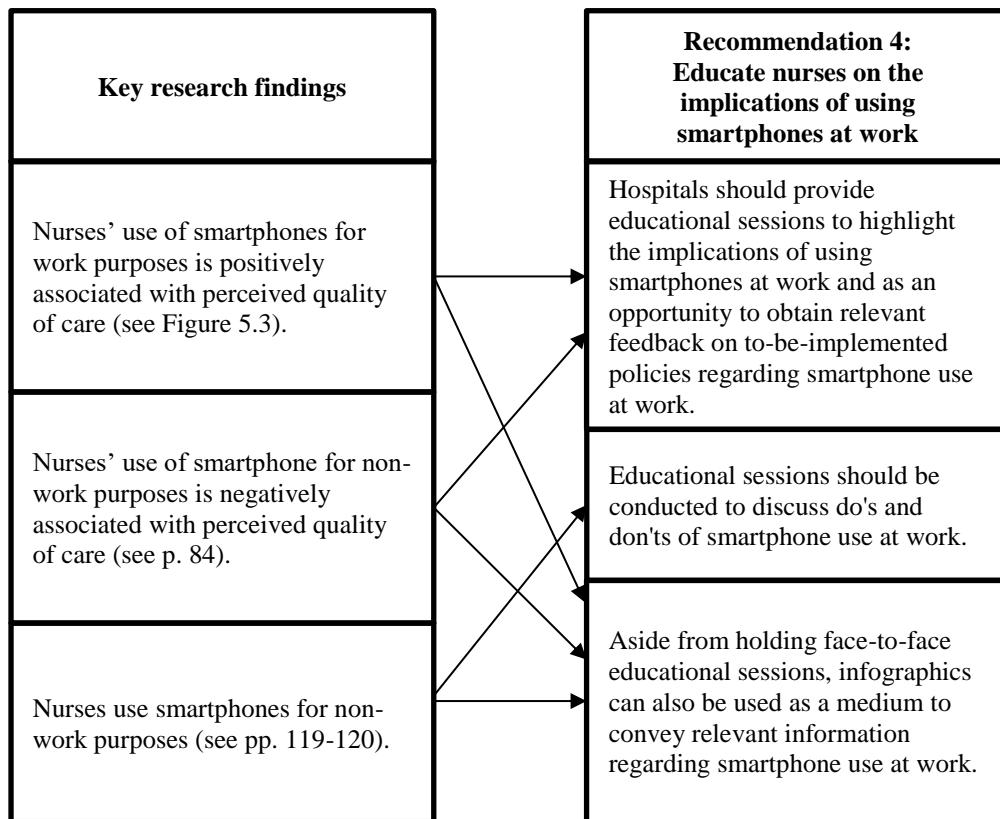 Key research findings
Recommendation 4:
Educate nurses on the
implications of using
smartphones at work
Nurses’ use of smartphones for
work purposes is positively
associated with perceived quality
of care (see Figure 5.3).
Hospitals should provide
educational sessions to highlight
the implications of using
smartphones at work and as an
opportunity to obtain relevant
feedback on to-be-implemented
policies regarding smartphone use
at work.
Nurses’ use of smartphone for non-
work purposes is negatively
associated with perceived quality
of care (see p. 84).
Educational sessions should be
conducted to discuss do's and
don'ts of smartphone use at work.
Nurses use smartphones for non-
work purposes (see pp. 119-120).
Aside from holding face-to-face
educational sessions, infographics
can also be used as a medium to
convey relevant information
regarding smartphone use at work.